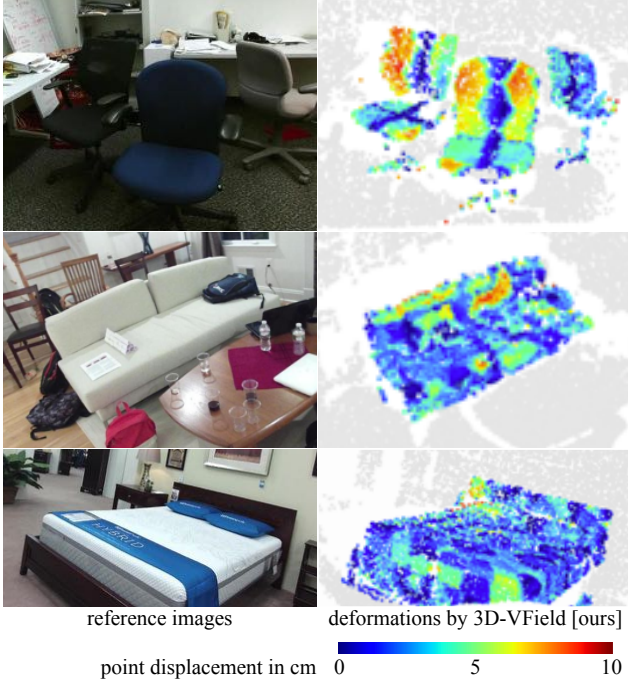 HYBRID
reference images
deformations by 3D-VField [ours]
point displacement in cm
0
5
10